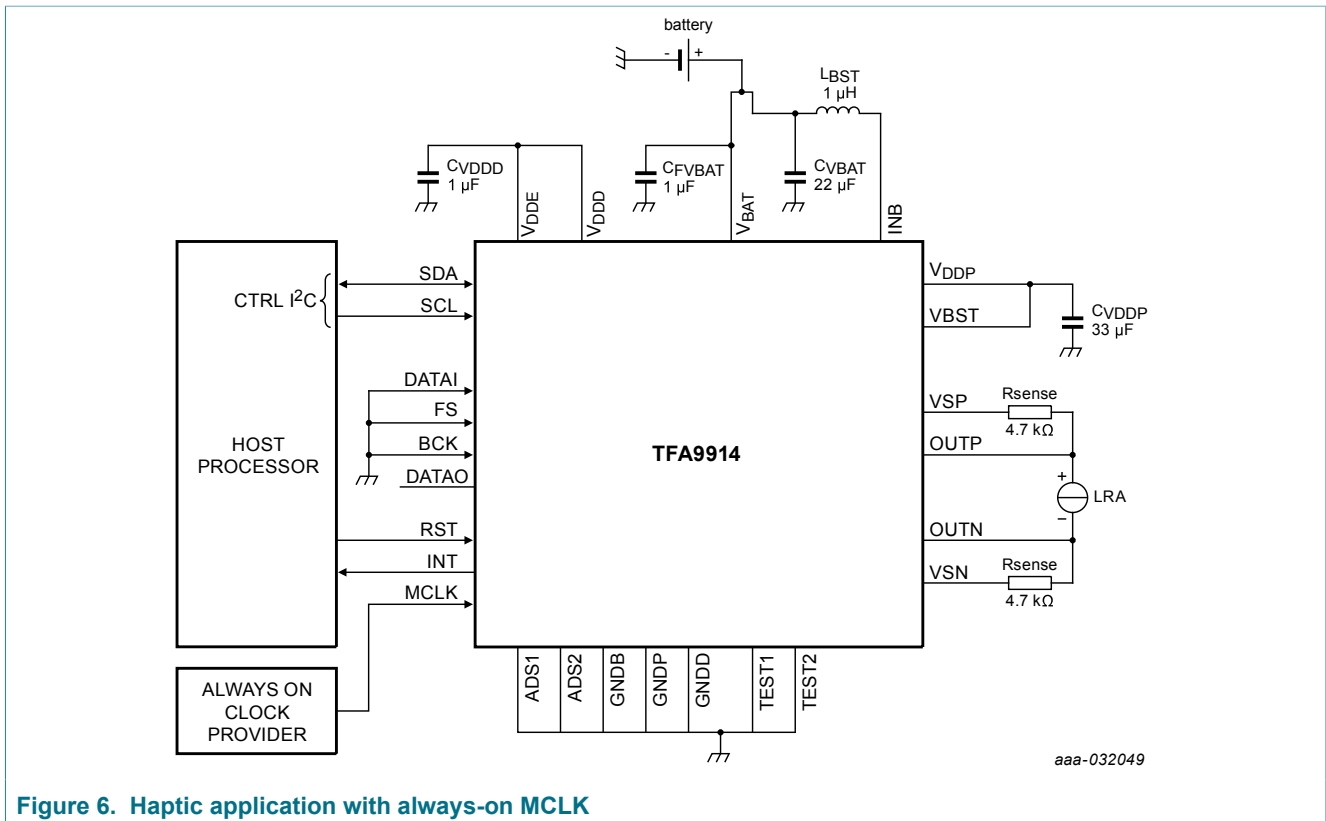 battery
- +
LBST
1 µH
CVDDD
1 µF
CFVBAT
1 µF
CVBAT
22 µF
VDDE
VDDD
VBAT
INB
SDA
CTRL I2C
SCL
VDDP
VBST
CVDDP
33 µF
DATAI
FS
BCK
DATAO
HOST
PROCESSOR
TFA9914
VSP
Rsense
4.7 kΩ
OUTP
+
LRA
−
OUTN
VSN
Rsense
4.7 kΩ
RST
INT
MCLK
ALWAYS ON
CLOCK
PROVIDER
ADS1
ADS2
GNDB
GNDP
GNDD
TEST1
TEST2
aaa-032049
Figure 6. Haptic application with always-on MCLK